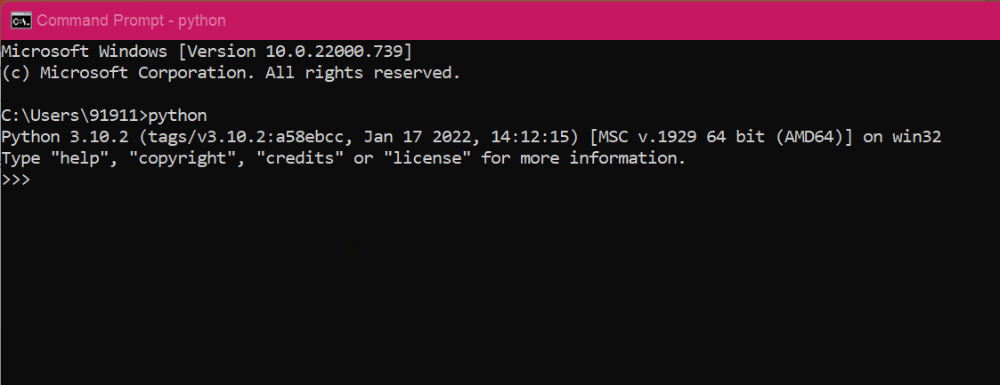 Command Prompt - python
Microsoft Windows [Version 10.0.22000.739]
(c) Microsoft Corporation. All rights reserved.
C:\Users\91911>python
Python 3.10.2 (tags/v3.10.2:a58ebcc, Jan 17 2022, 14:12:15) [MSC v.1929 64 bit (AMD64)] on win32
Type "help", "copyright", "credits" or "license" for more information.
>>>